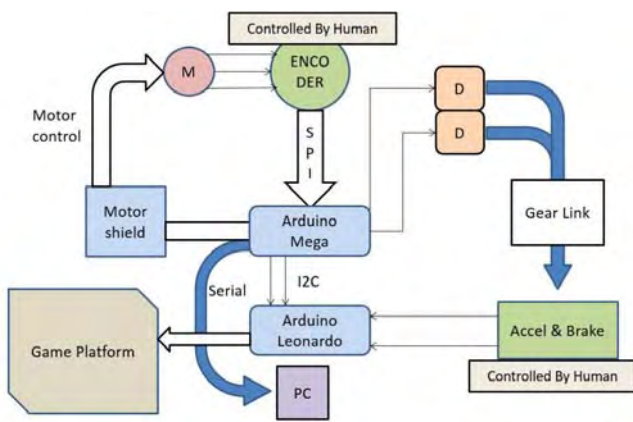 Controlled By Human
M
ENCO
DER
D
D
Motor
control
S
P
I
Motor
shield
Arduino
Mega
Gear Link
Serial
I2C
Game Platform
Arduino
Leonardo
Accel & Brake
PC
Controlled By Human